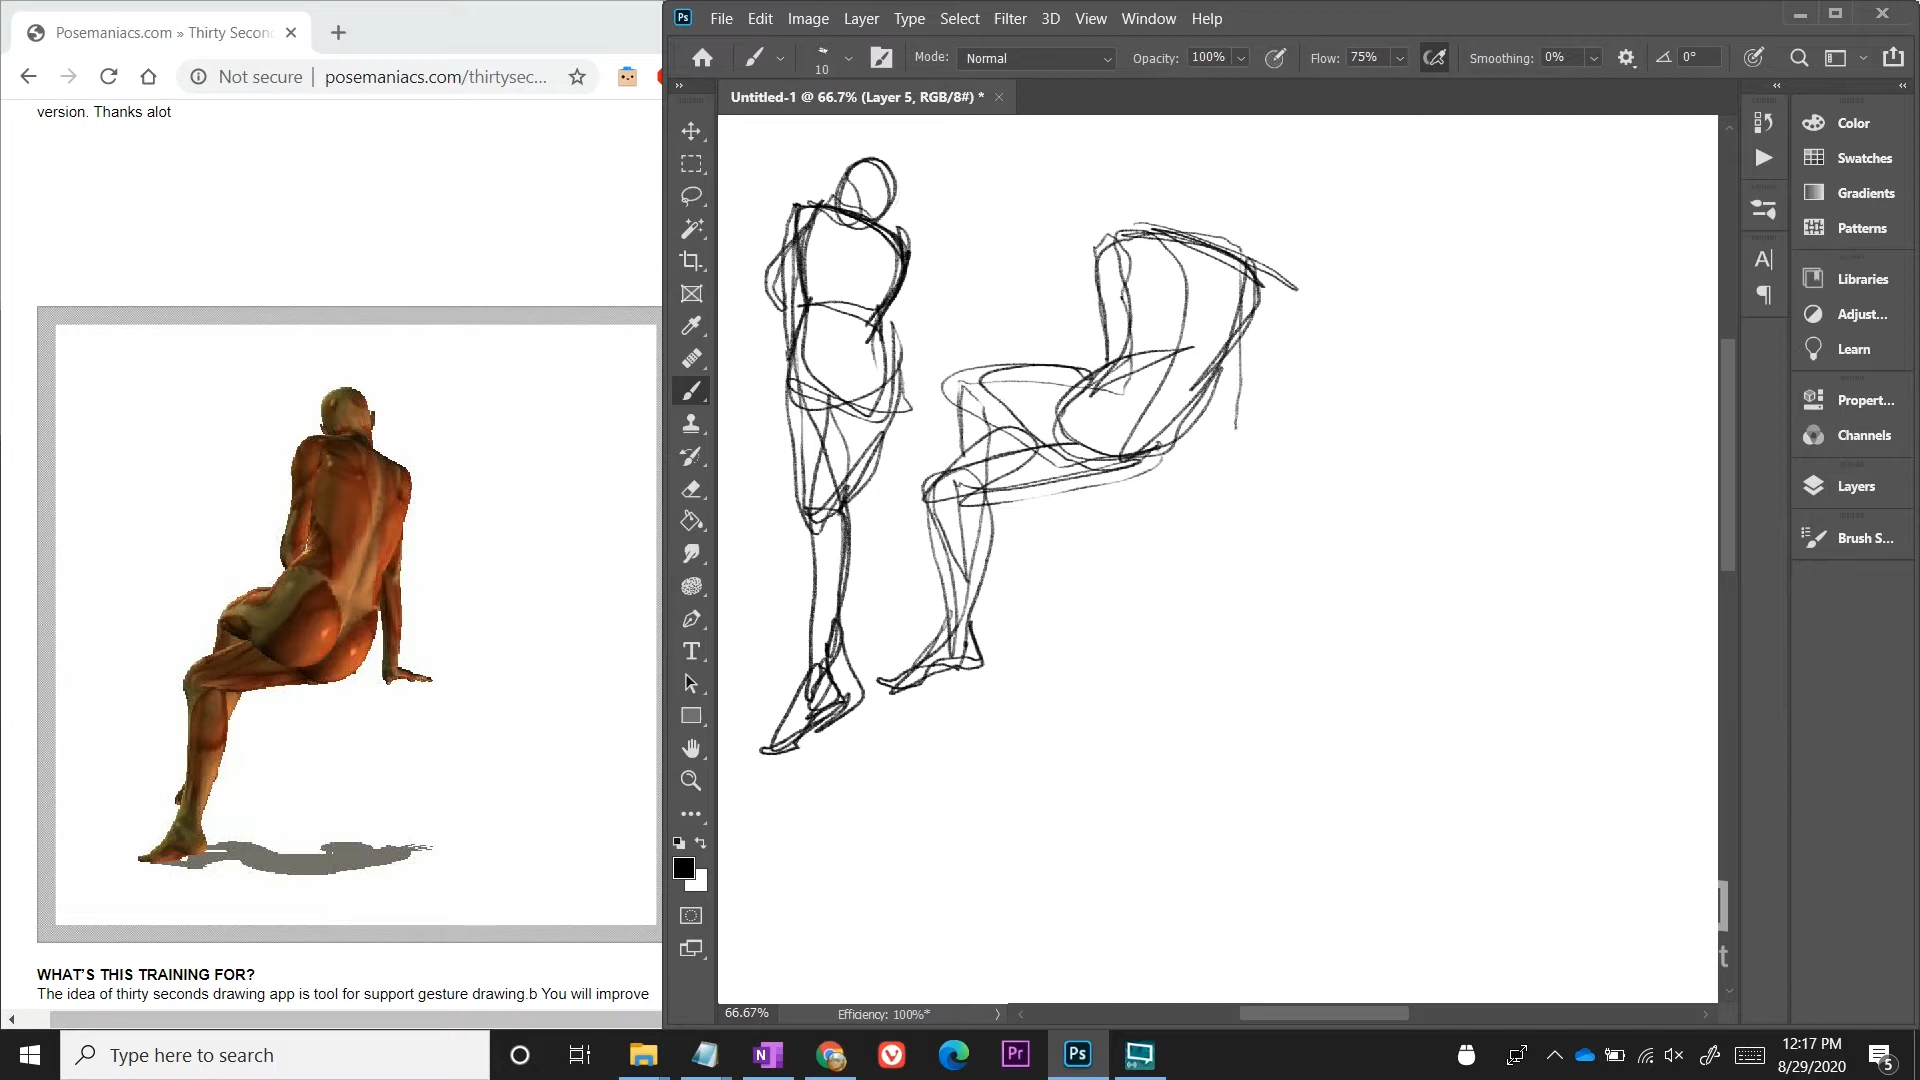 Posemaniacs.com » Thirty Secon
Not secure | posemaniacs.com/thirtysec...
version. Thanks alot
WHAT'S THIS TRAINING FOR?
The idea of thirty seconds drawing app is tool for support gesture drawing.b You will improve
Ps File Edit Image Layer Type Select Filter 3D View Window Help
10 Mode: Normal Opacity: 100% Flow: 75% Smoothing: 0% 0°
Untitled-1 @ 66.7% (Layer 5, RGB/8#) *
Color
Swatches
Gradients
Patterns
Libraries
Adjust...
Learn
Propert...
Channels
Layers
Brush S...
66.67% Efficiency: 100%*
Type here to search
N Pr Ps
12:17 PM
8/29/2020
5